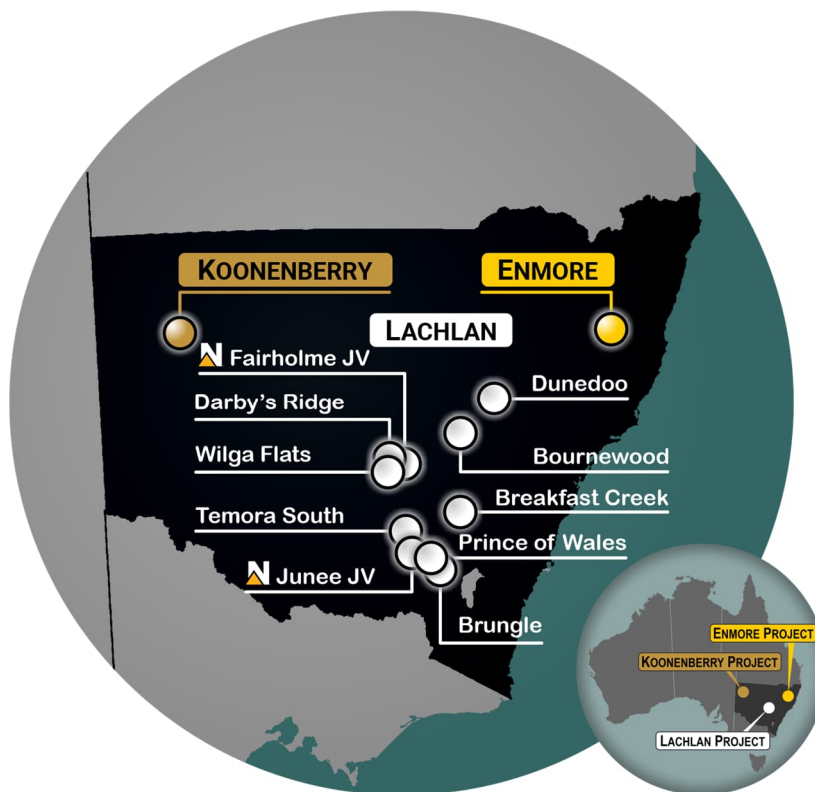 KOONENBERRY
ENMORE
LACHLAN
N Fairholme JV
Dunedoo
Darby's Ridge
Wilga Flats
Bournewood
Breakfast Creek
Temora South
Prince of Wales
N Junee JV
Brungle
ENMORE PROJECT
KOONENBERRY PROJECT
LACHLAN PROJECT